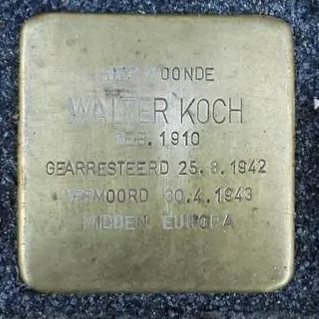 HIER WOONDE
WALTER KOCH
GEB. 1910
GEARRESTEERD 25.8.1942
VERMOORD 30.4.1943
MIDDEN EUROPA